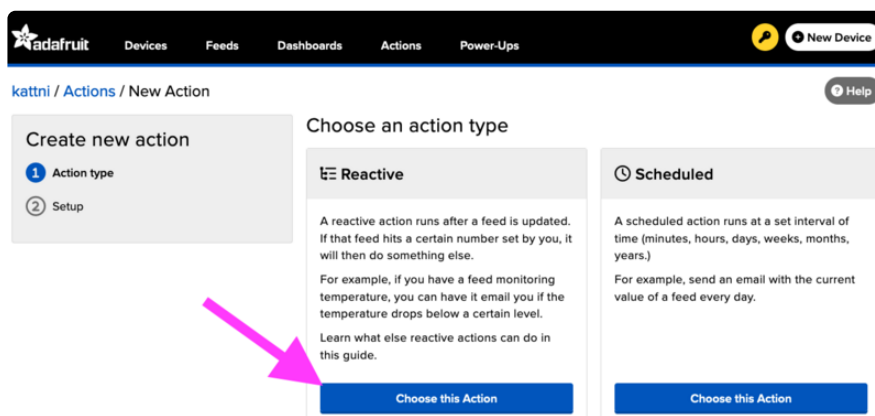 adafruit Devices Feeds Dashboards Actions Power-Ups New Device
kattni / Actions / New Action
Help
Create new action
1 Action type
2 Setup
Choose an action type
Reactive
A reactive action runs after a feed is updated.
If that feed hits a certain number set by you, it
will then do something else.
For example, if you have a feed monitoring
temperature, you can have it email you if the
temperature drops below a certain level.
Learn what else reactive actions can do in
this guide.
Choose this Action
Scheduled
A scheduled action runs at a set interval of
time (minutes, hours, days, weeks, months,
years.)
For example, send an email with the current
value of a feed every day.
Choose this Action